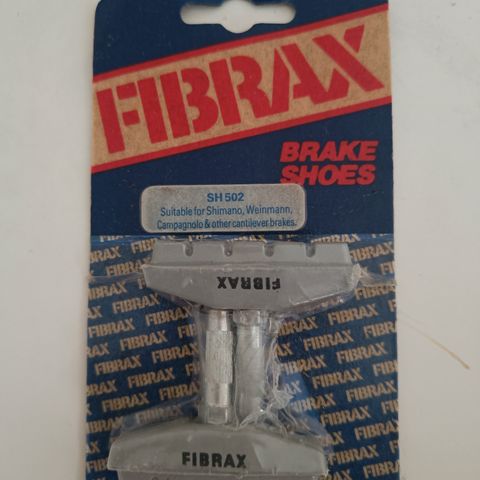 FIBRAX
BRAKE
SHOES
SH 502
Suitable for Shimano, Weinmann,
Campagnolo & other cantilever brakes.
FIBRAX
FIBRAX